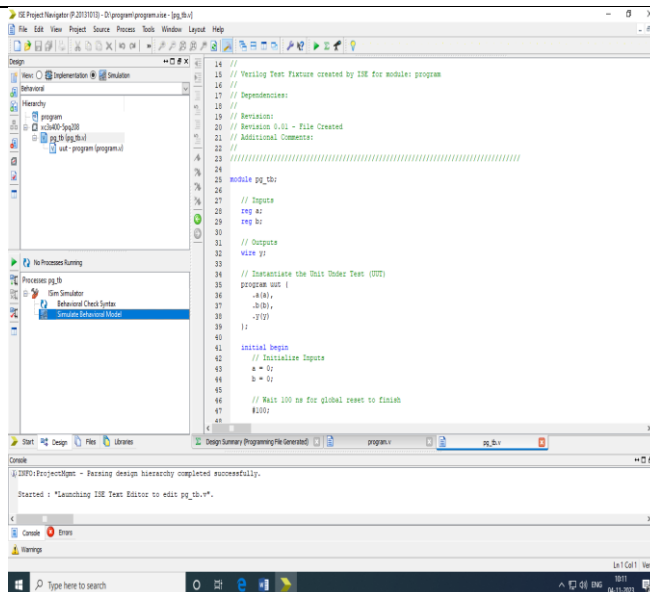 ISE Project Navigator (P.20131013) - D:\program\program.xise - [pg_tb.v]
File Edit View Project Source Process Tools Window Layout Help
Design
View: Implementation Simulation
Behavioral
Hierarchy
program
xc3s400-5pq208
pg_tb (pg_tb.v)
uut - program (program.v)
No Processes Running
Processes: pg_tb
ISim Simulator
Behavioral Check Syntax
Simulate Behavioral Model
Start Design Files Libraries
14 //
15 // Verilog Test Fixture created by ISE for module: program
16 //
17 // Dependencies:
18 //
19 // Revision:
20 // Revision 0.01 - File Created
21 // Additional Comments:
22 //
23 ////////////////////////////////////////////////////////////////////////////////
24
25 module pg_tb;
26
27 // Inputs
28 reg a;
29 reg b;
30
31 // Outputs
32 wire y;
33
34 // Instantiate the Unit Under Test (UUT)
35 program uut (
36 .a(a),
37 .b(b),
38 .y(y)
39 );
40
41 initial begin
42 // Initialize Inputs
43 a = 0;
44 b = 0;
45
46 // Wait 100 ns for global reset to finish
47 #100;
48
Design Summary (Programming File Generated) program.v pg_tb.v
Console
INFO:ProjectMgmt - Parsing design hierarchy completed successfully.
Started : "Launching ISE Text Editor to edit pg_tb.v".
Console Errors
Warnings
Ln 1 Col 1 Ver
Type here to search
ENG
10:11
04-11-2023